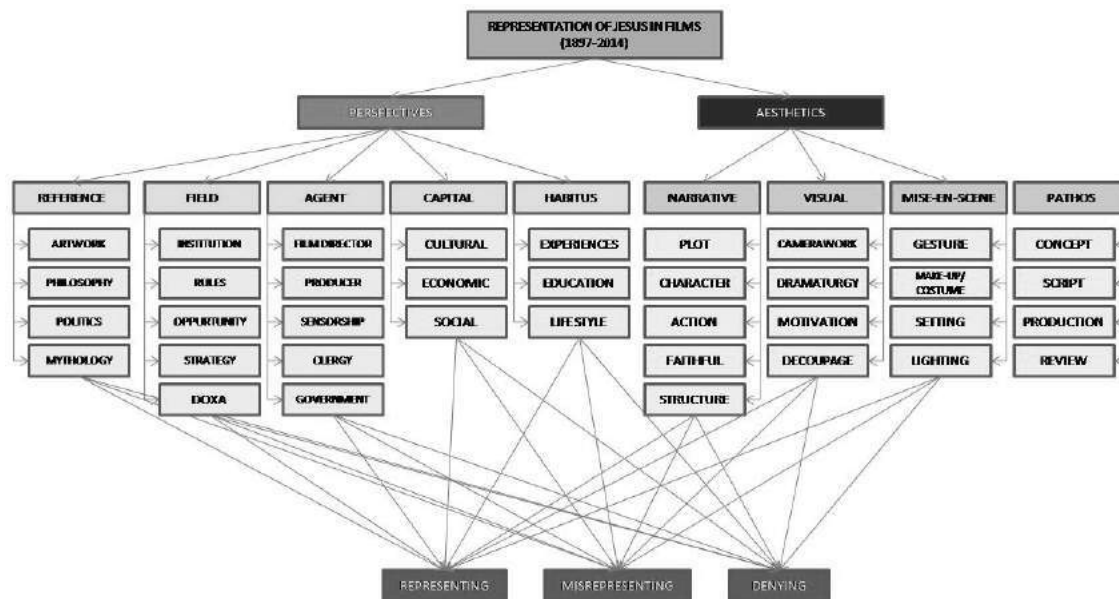 REPRESENTATION OF JESUS IN FILMS
(1897-2014)
PERSPECTIVES
AESTHETICS
REFERENCE
FIELD
AGENT
CAPITAL
HABITUS
NARRATIVE
VISUAL
MISE-EN-SCENE
PATHOS
ARTWORK
INSTITUTION
FILM DIRECTOR
CULTURAL
EXPERIENCES
PLOT
CAMERAWORK
GESTURE
CONCEPT
PHILOSOPHY
RULES
PRODUCER
ECONOMIC
EDUCATION
CHARACTER
DRAMATURGY
MAKE-UP/
COSTUME
SCRIPT
POLITICS
OPPURTUNITY
SENSORSHIP
SOCIAL
LIFESTYLE
ACTION
MOTIVATION
SETTING
PRODUCTION
MYTHOLOGY
STRATEGY
CLERGY
FAITHFUL
DECOUPAGE
LIGHTING
REVIEW
DOXA
GOVERNMENT
STRUCTURE
REPRESENTING
MISREPRESENTING
DENYING